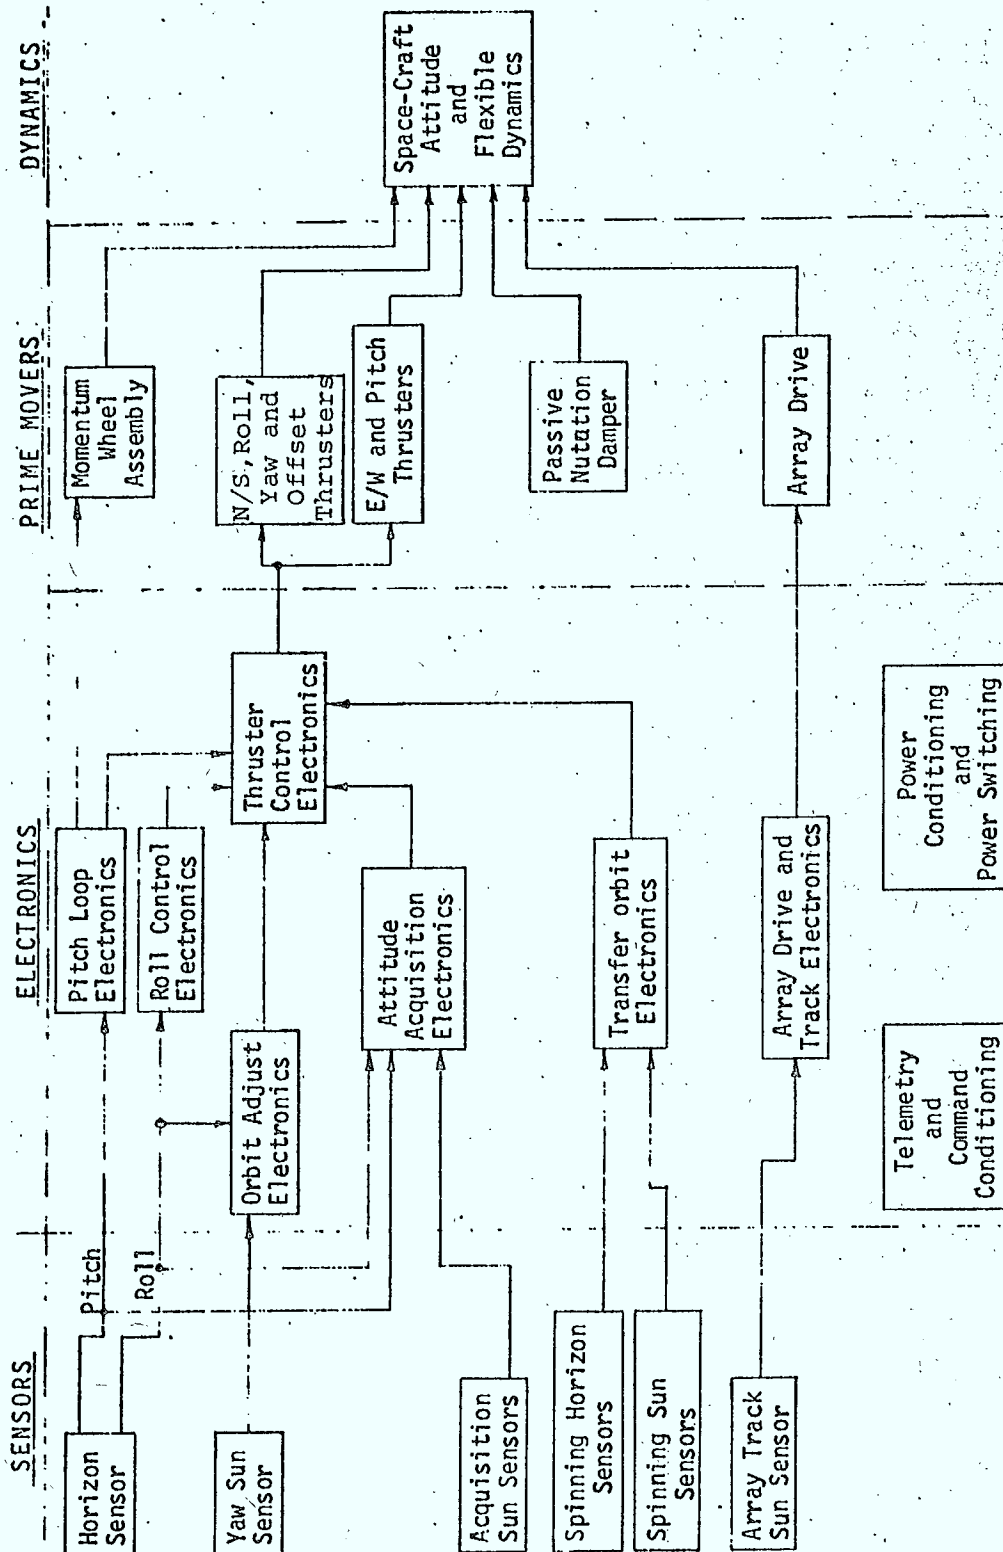 SENSORS
ELECTRONICS
PRIME MOVERS
DYNAMICS
Horizon
Sensor
Pitch
Roll
Yaw Sun
Sensor
Acquisition
Sun Sensors
Spinning Horizon
Sensors
Spinning Sun
Sensors
Array Track
Sun Sensor
Pitch Loop
Electronics
Roll Control
Electronics
Orbit Adjust
Electronics
Thruster
Control
Electronics
Attitude
Acquisition
Electronics
Transfer orbit
Electronics
Array Drive and
Track Electronics
Telemetry
and
Command
Conditioning
Power
Conditioning
and
Power Switching
Momentum
Wheel
Assembly
N/S,Roll,
Yaw and
Offset
Thrusters
E/W and Pitch
Thrusters
Passive
Nutation
Damper
Array Drive
Space-Craft
Attitude
and
Flexible
Dynamics